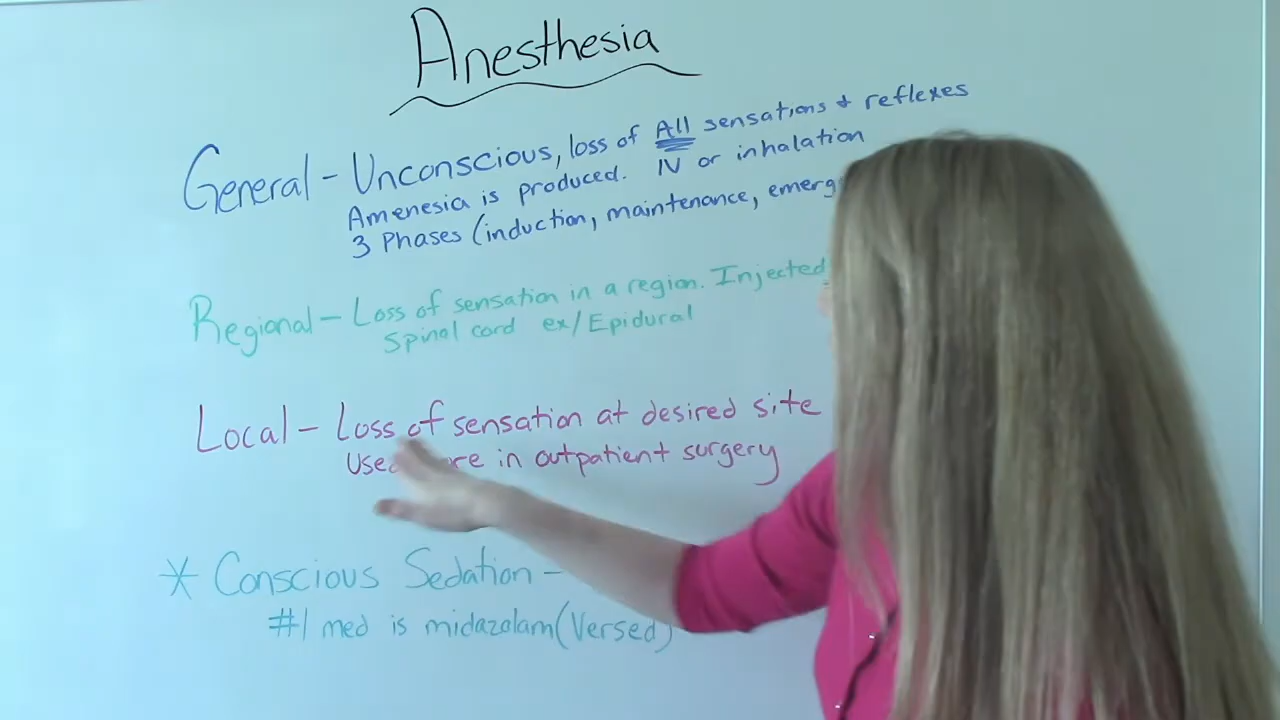 Anesthesia
General - Unconscious, loss of All sensations + reflexes
Amenesia is produced. IV or inhalation
3 Phases (induction, maintenance, emerg
Regional - Loss of sensation in a region. Injected
Spinal cord ex/Epidural
Local - Loss of sensation at desired site
in outpatient surgery
* Conscious Sedation -
#1 med is midazolam (Versed)